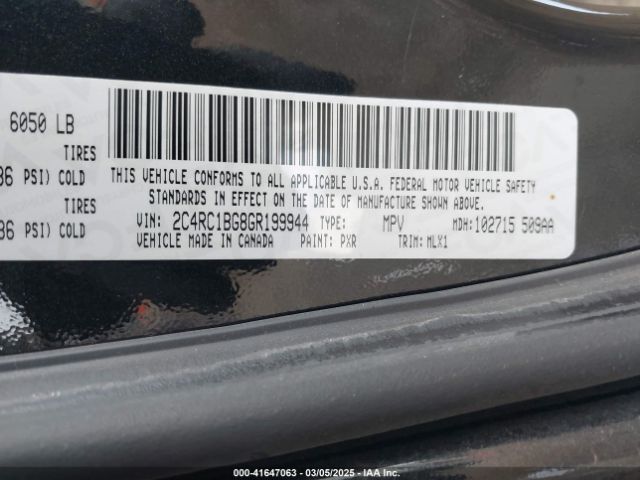 6050 LB
TIRES
36 PSI) COLD
TIRES
36 PSI) COLD
THIS VEHICLE CONFORMS TO ALL APPLICABLE U.S.A. FEDERAL MOTOR VEHICLE SAFETY
STANDARDS IN EFFECT ON THE DATE OF MANUFACTURE SHOWN ABOVE.
VIN: 2C4RC1BG8GR199944 TYPE: MPV MDH: 102715 509AA
VEHICLE MADE IN CANADA PAINT: PXR TRIM: MLX1
000-41647063 — 03/05/2025 — IAA Inc.